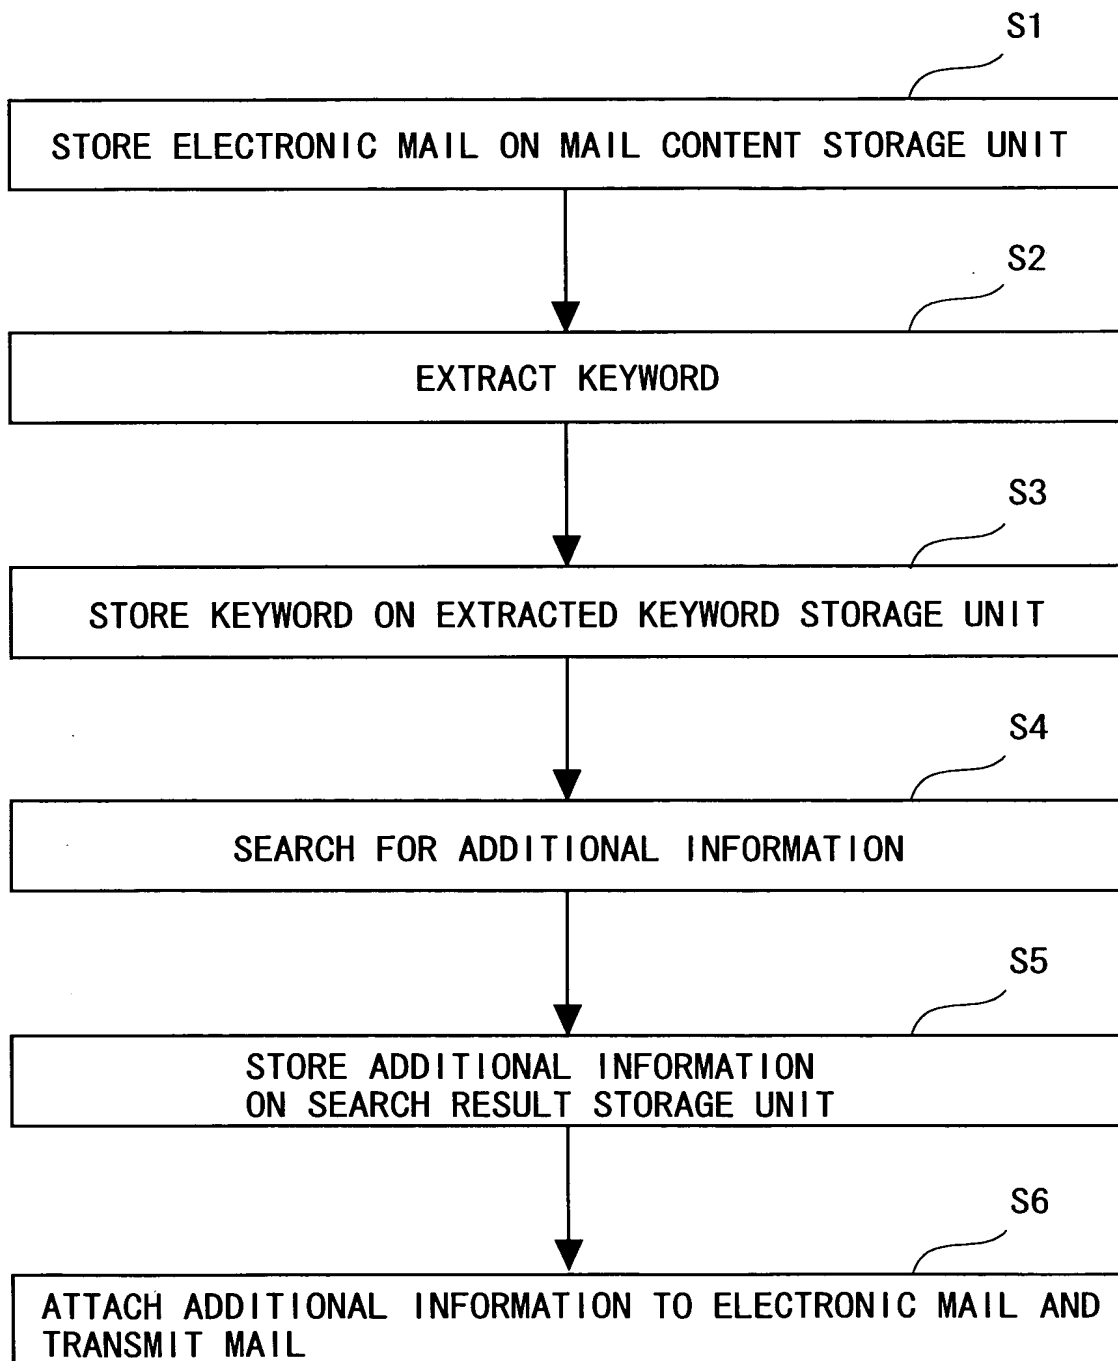 S1
STORE ELECTRONIC MAIL ON MAIL CONTENT STORAGE UNIT
S2
EXTRACT KEYWORD
S3
STORE KEYWORD ON EXTRACTED KEYWORD STORAGE UNIT
S4
SEARCH FOR ADDITIONAL INFORMATION
S5
STORE ADDITIONAL INFORMATION
ON SEARCH RESULT STORAGE UNIT
S6
ATTACH ADDITIONAL INFORMATION TO ELECTRONIC MAIL AND
TRANSMIT MAIL